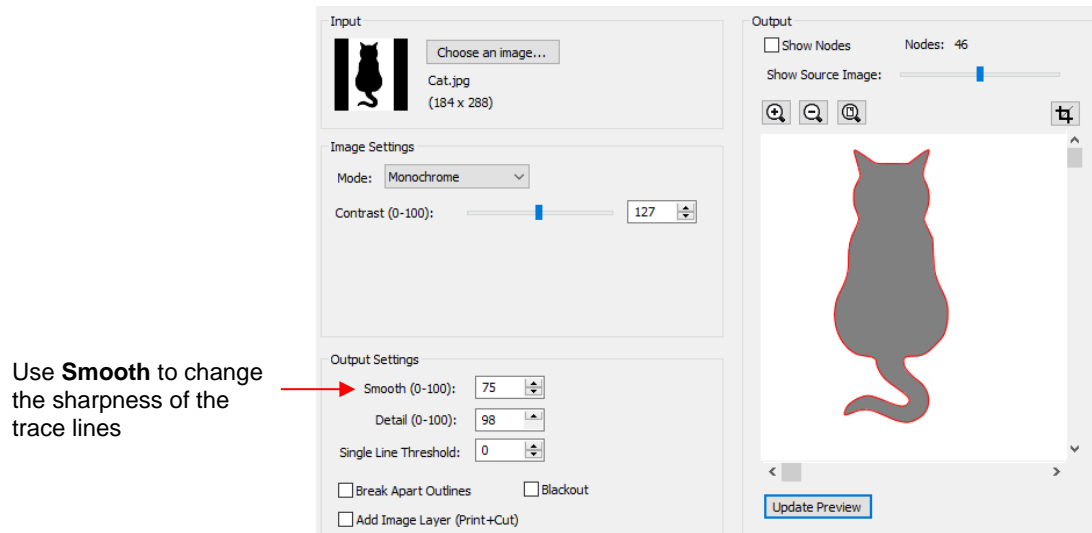 Input
Choose an image...
Cat.jpg
(184 x 288)
Image Settings
Mode: Monochrome
Contrast (0-100): 127
Use Smooth to change
the sharpness of the
trace lines
Output Settings
Smooth (0-100): 75
Detail (0-100): 98
Single Line Threshold: 0
Break Apart Outlines Blackout
Add Image Layer (Print+Cut)
Output
Show Nodes Nodes: 46
Show Source Image:
Update Preview